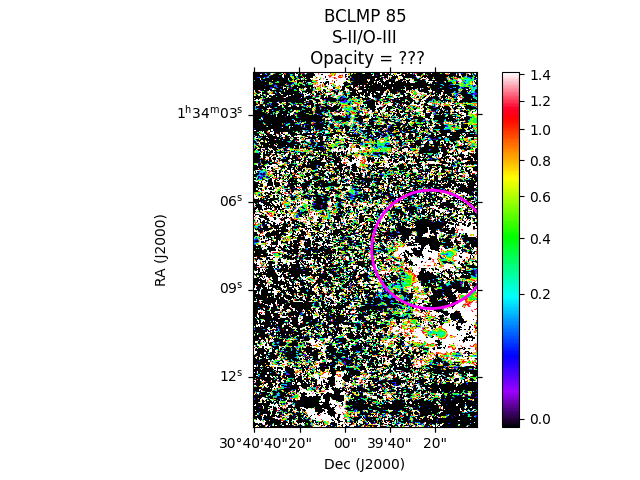 BCLMP 85
S-II/O-III
Opacity = ???
1h34m03s
06s
09s
12s
30°40'40"20" 00" 39'40" 20"
RA (J2000)
Dec (J2000)
1.4
1.2
1.0
0.8
0.6
0.4
0.2
0.0